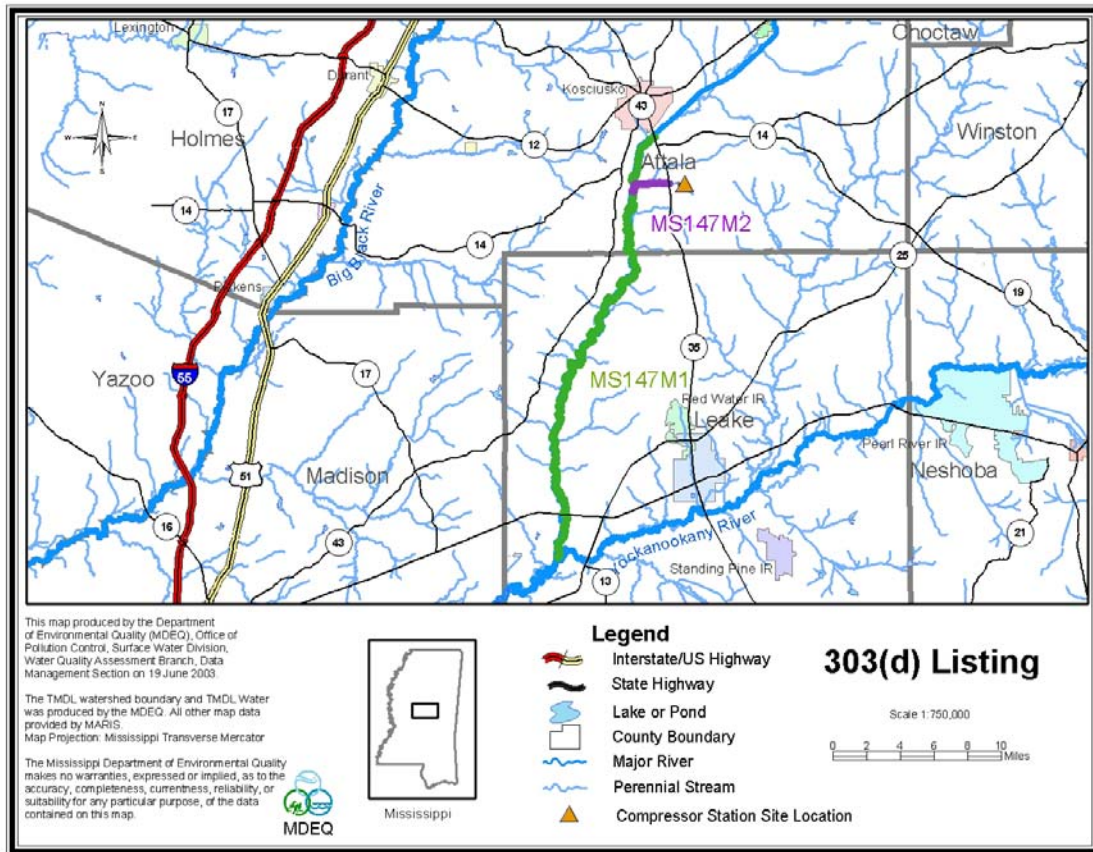 Lexington
Choctaw
Durant
Kosciusko
43
17
Holmes
12
14
Winston
Attala
14
MS147M2
14
25
Big Black River
Pickens
19
55
35
Yazoo
17
MS147M1
Red Water IR
Leake
Pearl River IR
Neshoba
51
Madison
16
43
Yockanookany River
21
Standing Pine IR
13
This map produced by the Department
of Environmental Quality (MDEQ), Office of
Pollution Control, Surface Water Division,
Water Quality Assessment Branch, Data
Management Section on 19 June 2003.
The TMDL watershed boundary and TMDL Water
was produced by the MDEQ. All other map data
provided by MARIS.
Map Projection: Mississippi Transverse Mercator
The Mississippi Department of Environmental Quality
makes no warranties, expressed or implied, as to the
accuracy, completeness, currentness, reliability, or
suitability for any particular purpose, of the data
contained on this map.
MDEQ
Mississippi
Legend
Interstate/US Highway
State Highway
Lake or Pond
County Boundary
Major River
Perennial Stream
Compressor Station Site Location
303(d) Listing
Scale 1:750,000
0 2 4 6 8 10
Miles
N
W E
S